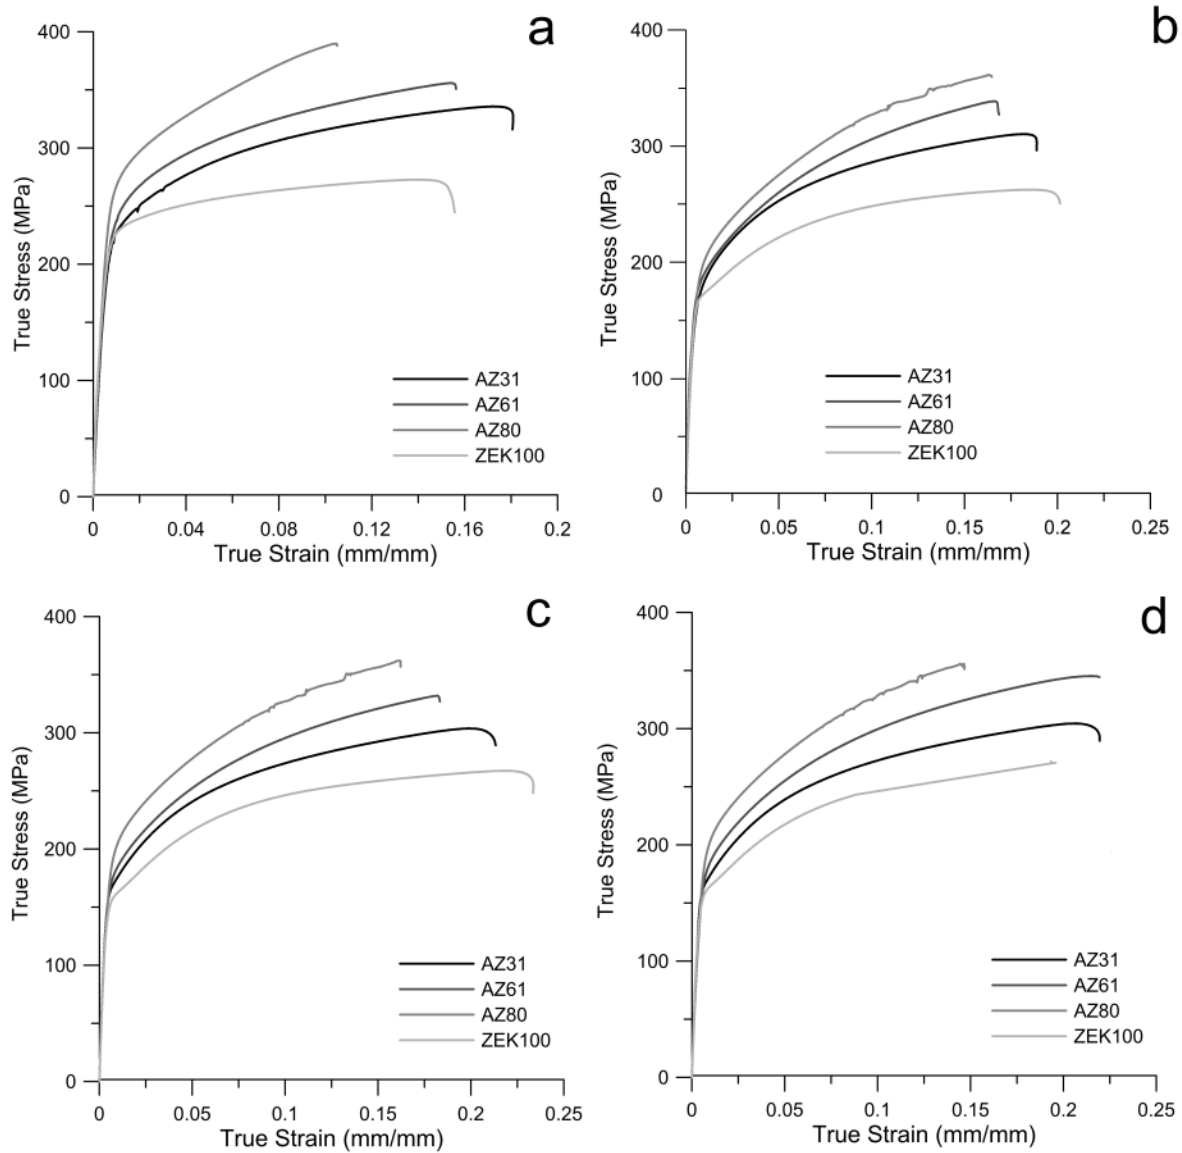 a
400
300
200
100
0
True Stress (MPa)
AZ31
AZ61
AZ80
ZEK100
0 0.04 0.08 0.12 0.16 0.2
True Strain (mm/mm)
b
400
300
200
100
0
True Stress (MPa)
AZ31
AZ61
AZ80
ZEK100
0 0.05 0.1 0.15 0.2 0.25
True Strain (mm/mm)
c
400
300
200
100
0
True Stress (MPa)
AZ31
AZ61
AZ80
ZEK100
0 0.05 0.1 0.15 0.2 0.25
True Strain (mm/mm)
d
400
300
200
100
0
True Stress (MPa)
AZ31
AZ61
AZ80
ZEK100
0 0.05 0.1 0.15 0.2 0.25
True Strain (mm/mm)